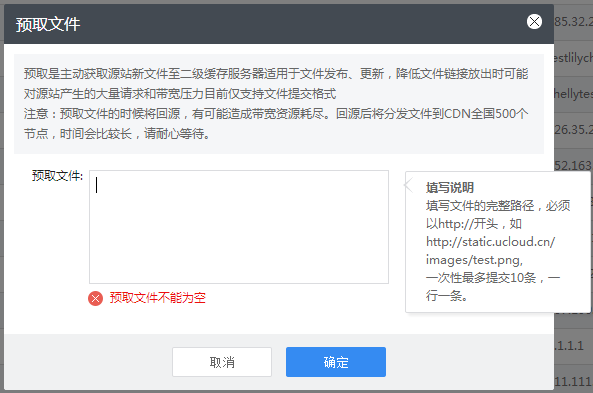 预取文件
预取是主动获取源站新文件至二级缓存服务器适用于文件发布、更新，降低文件链接放出时可能
对源站产生的大量请求和带宽压力目前仅支持文件提交格式
注意：预取文件的时候将回源，有可能造成带宽资源耗尽。回源后将分发文件到CDN全国500个
节点，时间会比较长，请耐心等待。
预取文件:
填写说明
填写文件的完整路径，必须
以http://开头，如
http://static.ucloud.cn/
images/test.png,
一次性最多提交10条，一
行一条。
预取文件不能为空
取消
确定
85.32.2
estlilych
hellytes
26.35.2
52.163
.1.1.1
11.111